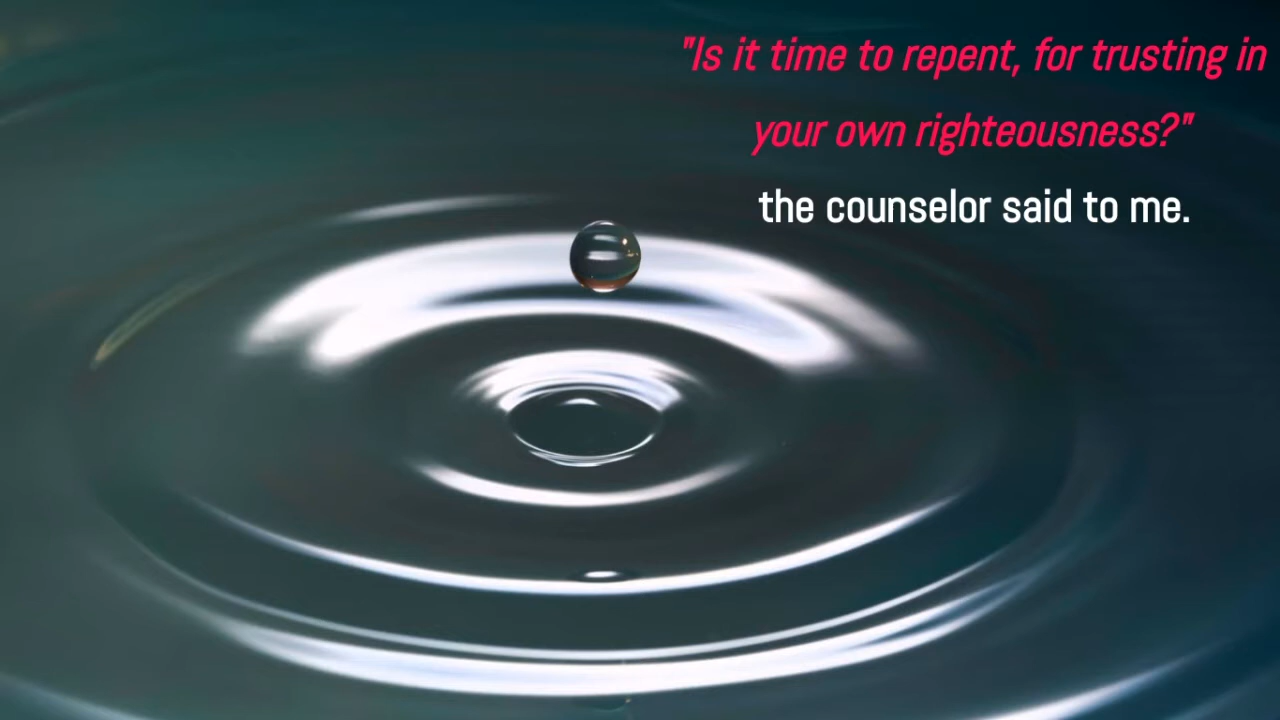 "Is it time to repent, for trusting in
your own righteousness?"
the counselor said to me.